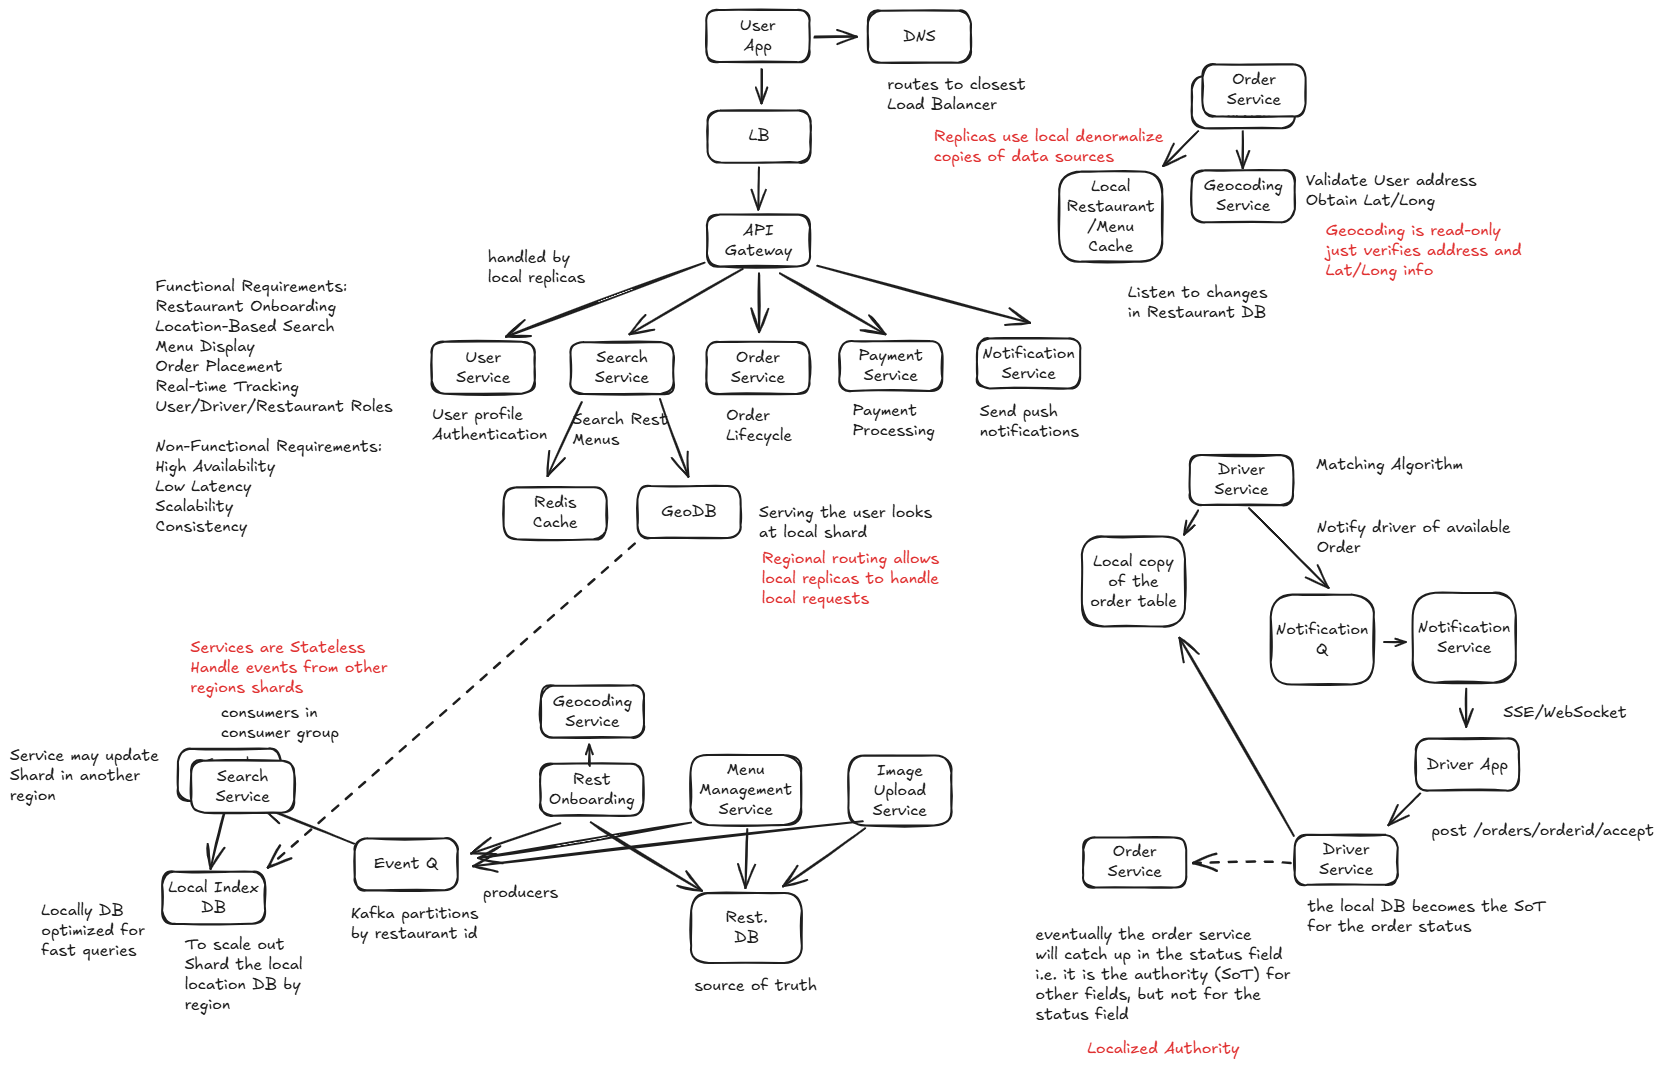 User
App
DNS
routes to closest
Load Balancer
LB
API
Gateway
handled by
local replicas
Functional Requirements:
Restaurant Onboarding
Location-Based Search
Menu Display
Order Placement
Real-time Tracking
User/Driver/Restaurant Roles
Non-Functional Requirements:
High Availability
Low Latency
Scalability
Consistency
User
Service
User profile
Authentication
Search
Service
Search Rest
Menus
Order
Service
Order
Lifecycle
Payment
Service
Payment
Processing
Notification
Service
Send push
notifications
Redis
Cache
GeoDB
Serving the user looks
at local shard
Regional routing allows
local replicas to handle
local requests
Order
Service
Replicas use local denormalize
copies of data sources
Local
Restaurant
/Menu
Cache
Geocoding
Service
Validate User address
Obtain Lat/Long
Geocoding is read-only
just verifies address and
Lat/Long info
Listen to changes
in Restaurant DB
Driver
Service
Matching Algorithm
Notify driver of available
Order
Local copy
of the
order table
Notification
Q
Notification
Service
SSE/WebSocket
Driver App
post /orders/orderid/accept
Driver
Service
Order
Service
the local DB becomes the SoT
for the order status
eventually the order service
will catch up in the status field
i.e. it is the authority (SoT) for
other fields, but not for the
status field
Localized Authority
Services are Stateless
Handle events from other
regions shards
consumers in
consumer group
Service may update
Shard in another
region
Search
Service
Local Index
DB
Locally DB
optimized for
fast queries
To scale out
Shard the local
location DB by
region
Event Q
Kafka partitions
by restaurant id
producers
Geocoding
Service
Rest
Onboarding
Menu
Management
Service
Image
Upload
Service
Rest.
DB
source of truth